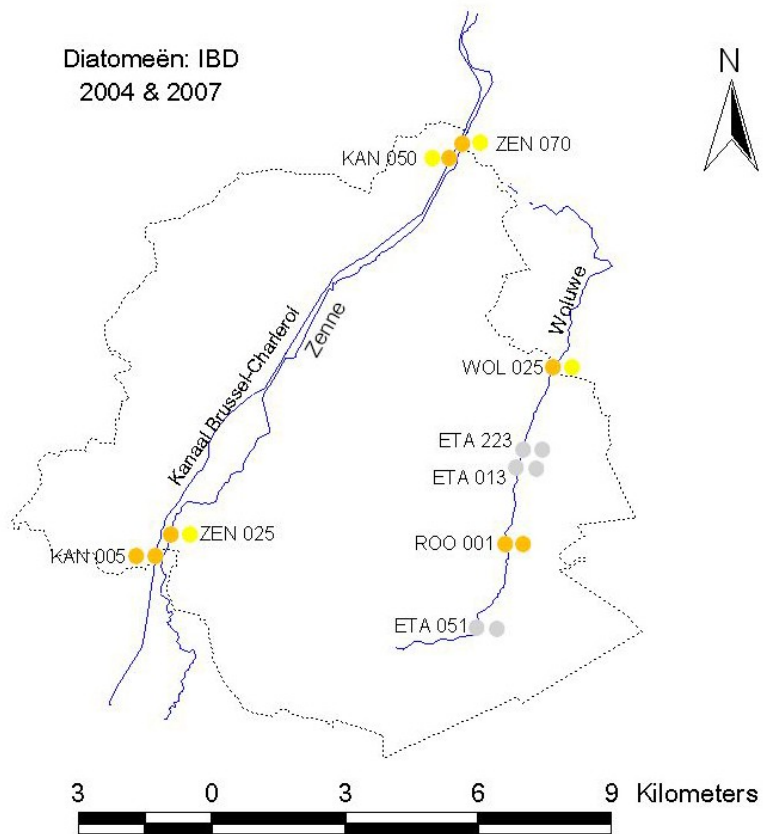 Diatomeën: IBD
2004 & 2007
N
KAN 050
ZEN 070
Woluwe
Kanaal Brussel-Charleroi
Zenne
WOL 025
ETA 223
ETA 013
ZEN 025
KAN 005
ROO 001
ETA 051
3 0 3 6 9 Kilometers